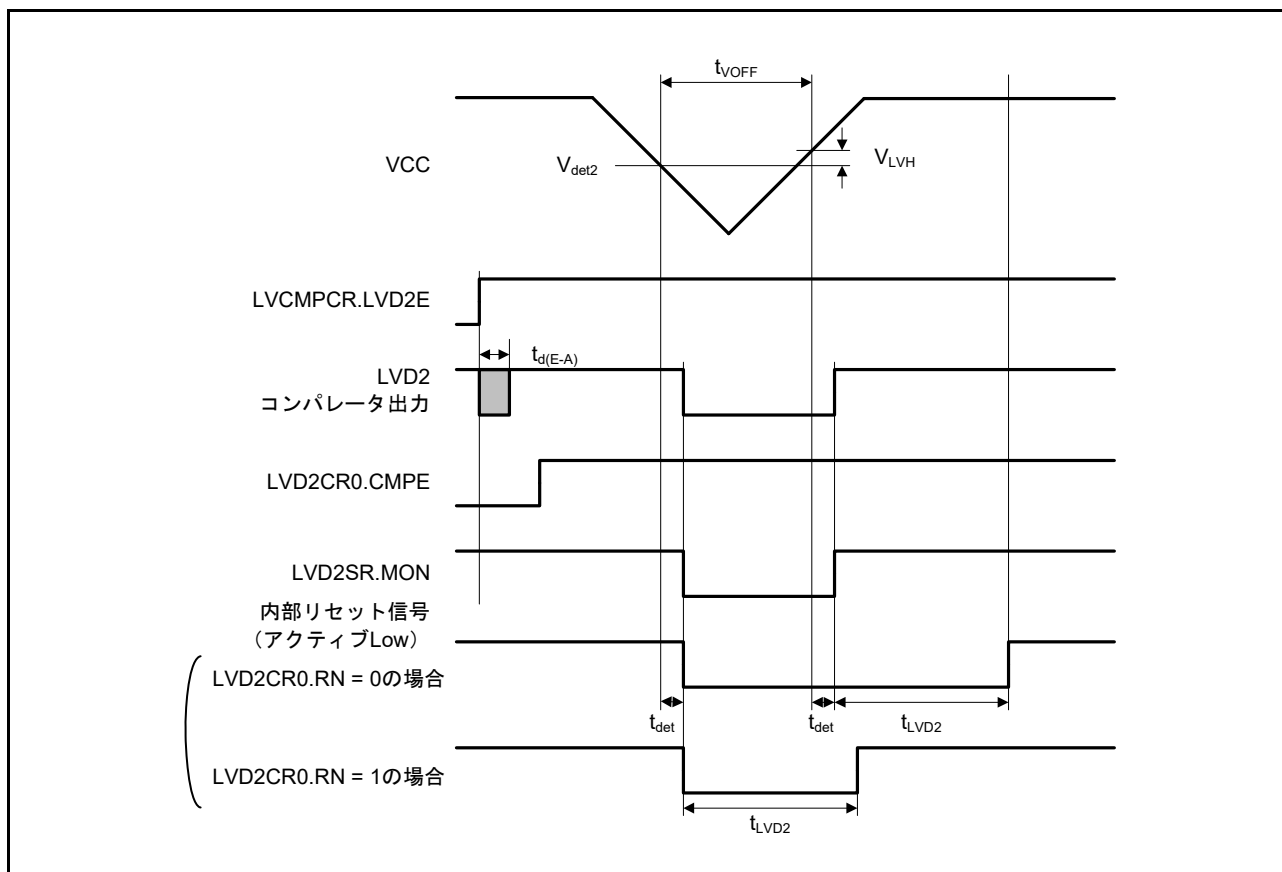 tVOFF
VCC
Vdet2
VLVH
LVCMPCR.LVD2E
td(E-A)
LVD2
コンパレータ出力
LVD2CR0.CMPE
LVD2SR.MON
内部リセット信号
（アクティブLow）
LVD2CR0.RN = 0の場合
tdet
tdet
tLVD2
LVD2CR0.RN = 1の場合
tLVD2